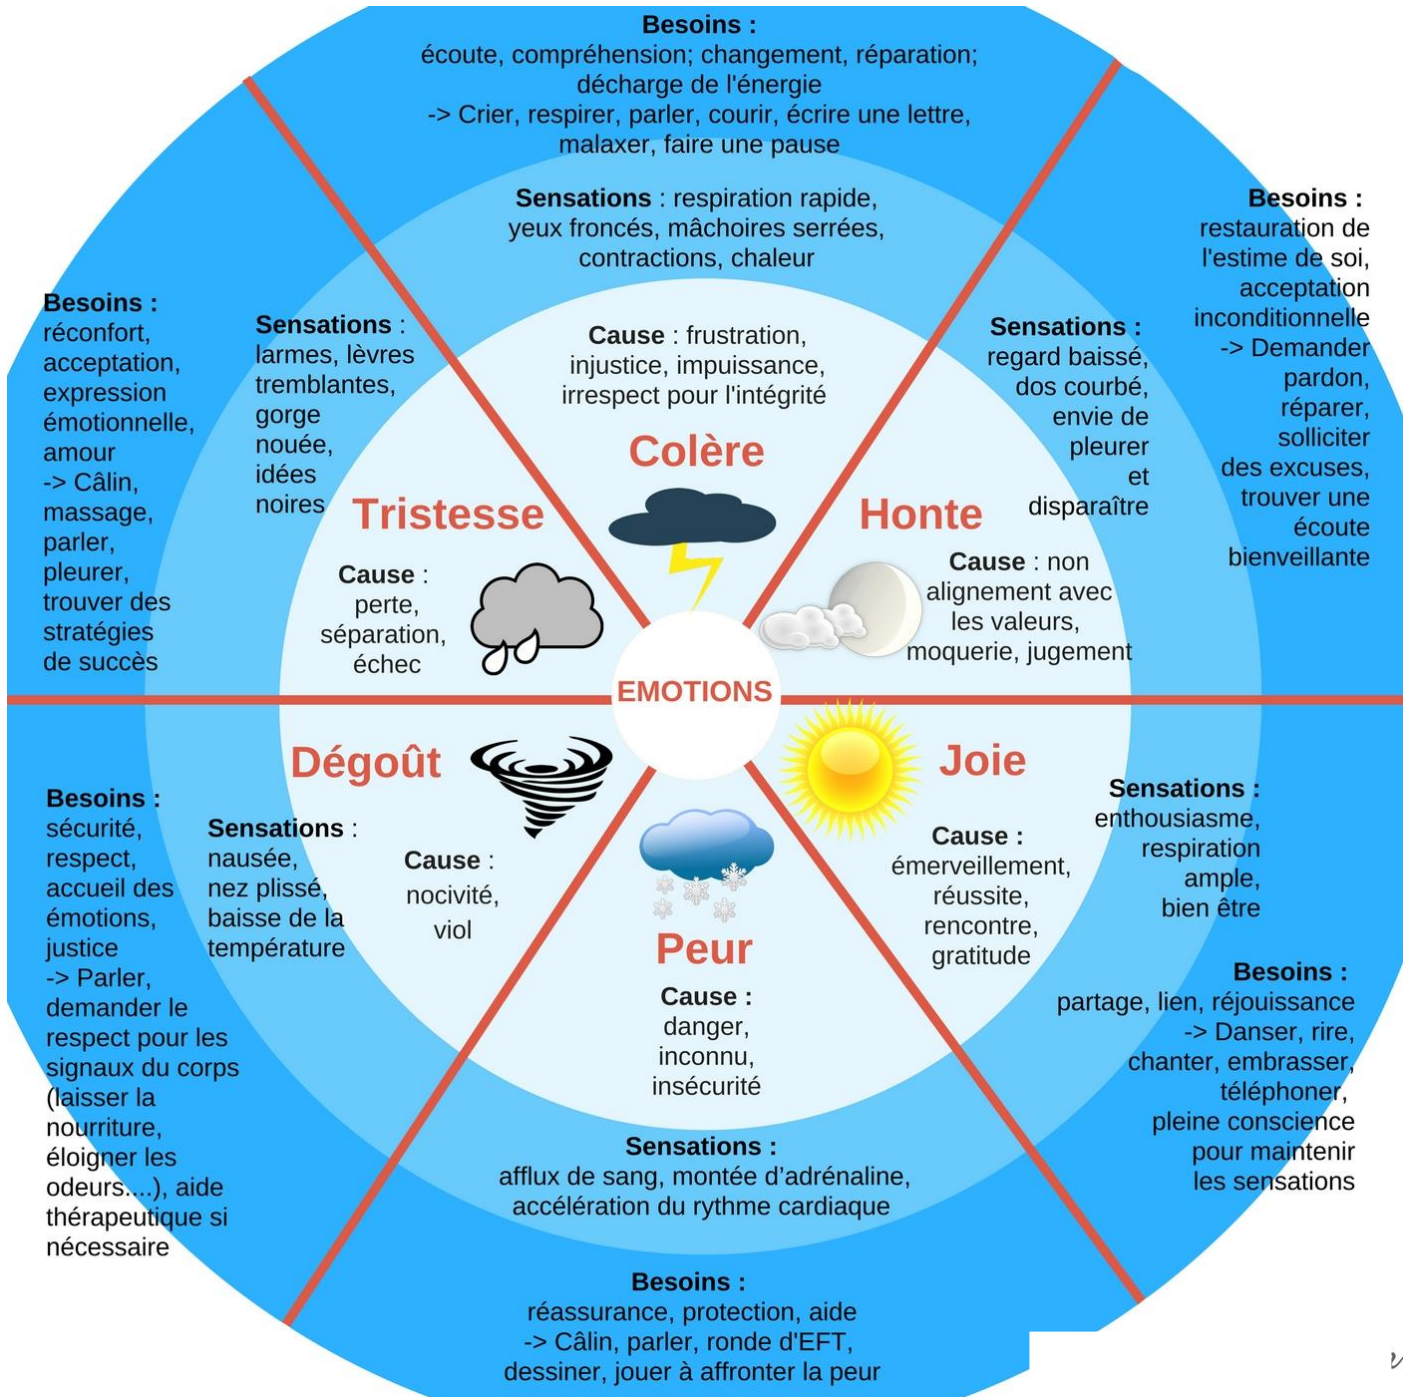 Besoins :
écoute, compréhension; changement, réparation;
décharge de l'énergie
-> Crier, respirer, parler, courir, écrire une lettre,
malaxer, faire une pause
Sensations : respiration rapide,
yeux froncés, mâchoires serrées,
contractions, chaleur
Cause : frustration,
injustice, impuissance,
irrespect pour l'intégrité
Colère
Besoins :
restauration de
l'estime de soi,
acceptation
inconditionnelle
-> Demander
pardon,
réparer,
solliciter
des excuses,
trouver une
écoute
bienveillante
Sensations :
regard baissé,
dos courbé,
envie de
pleurer
et
disparaître
Honte
Cause : non
alignement avec
les valeurs,
moquerie, jugement
Besoins :
réconfort,
acceptation,
expression
émotionnelle,
amour
-> Câlin,
massage,
parler,
pleurer,
trouver des
stratégies
de succès
Sensations :
larmes, lèvres
tremblantes,
gorge
nouée,
idées
noires
Tristesse
Cause :
perte,
séparation,
échec
EMOTIONS
Dégoût
Besoins :
sécurité,
respect,
accueil des
émotions,
justice
-> Parler,
demander le
respect pour les
signaux du corps
(laisser la
nourriture,
éloigner les
odeurs....), aide
thérapeutique si
nécessaire
Sensations :
nausée,
nez plissé,
baisse de la
température
Cause :
nocivité,
viol
Peur
Cause :
danger,
inconnu,
insécurité
Sensations :
afflux de sang, montée d’adrénaline,
accélération du rythme cardiaque
Besoins :
réassurance, protection, aide
-> Câlin, parler, ronde d'EFT,
dessiner, jouer à affronter la peur
Joie
Cause :
émerveillement,
réussite,
rencontre,
gratitude
Sensations :
enthousiasme,
respiration
ample,
bien être
Besoins :
partage, lien, réjouissance
-> Danser, rire,
chanter, embrasser,
téléphoner,
pleine conscience
pour maintenir
les sensations